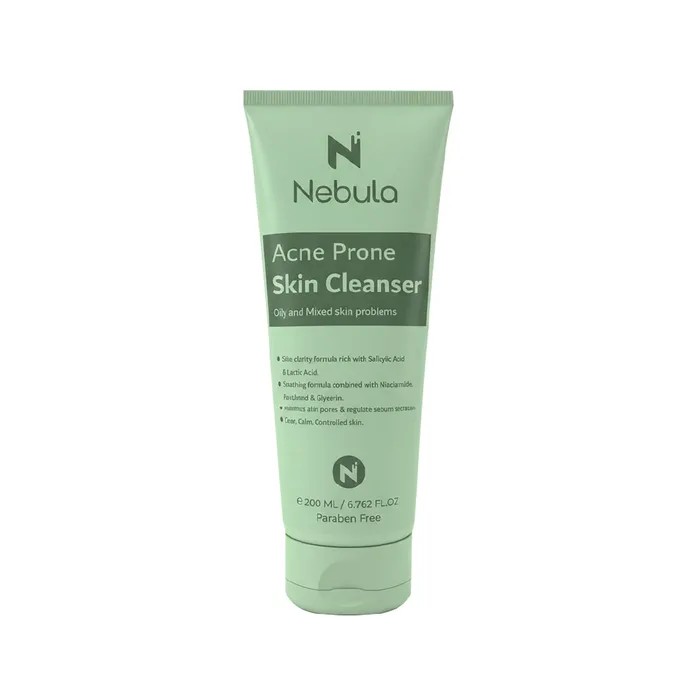 Nebula
Acne Prone
Skin Cleanser
Oily and Mixed skin problems
clarity formula rich with Salicylic Acid
& Lactic Acid.
Soothing formula combined with Niacinamide,
Panthenol & Glycerin.
skin pores & regulate sebum secretion.
Clear, Calm, Controlled skin.
N
e 200 ML / 6.762 FL.OZ
Paraben Free